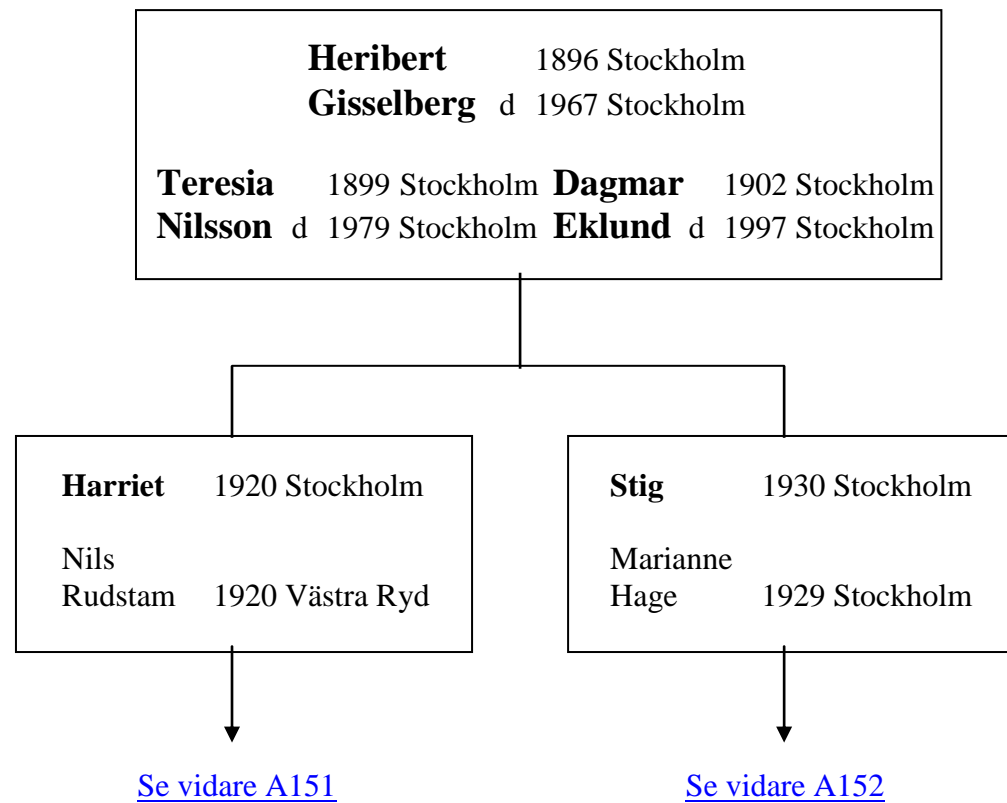 Heribert 1896 Stockholm
Gisselberg d 1967 Stockholm
Teresia 1899 Stockholm Dagmar 1902 Stockholm
Nilsson d 1979 Stockholm Eklund d 1997 Stockholm
Harriet 1920 Stockholm
Nils
Rudstam 1920 Västra Ryd
Se vidare A151
Stig 1930 Stockholm
Marianne
Hage 1929 Stockholm
Se vidare A152